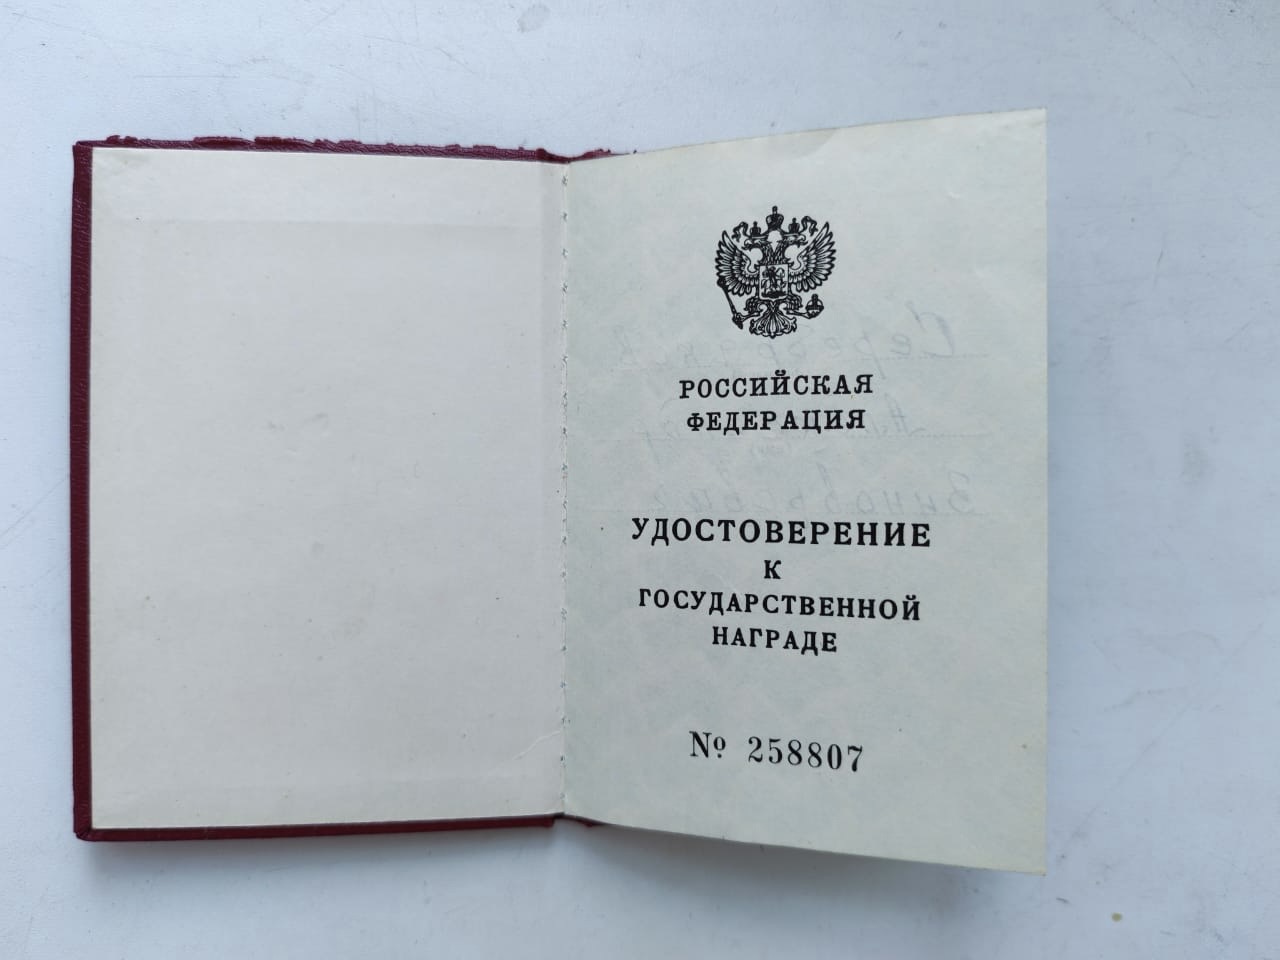 РОССИЙСКАЯ
ФЕДЕРАЦИЯ
УДОСТОВЕРЕНИЕ
К
ГОСУДАРСТВЕННОЙ
НАГРАДЕ
№ 258807